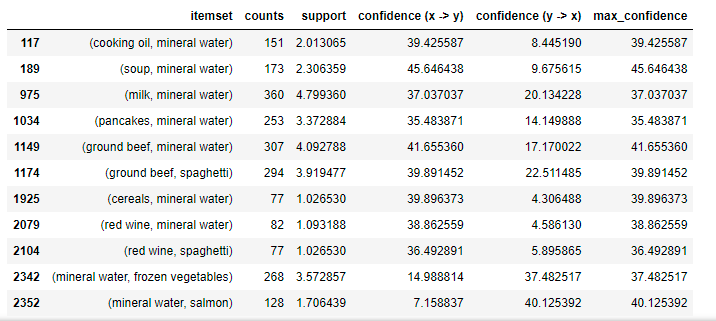 itemset counts support confidence (x -> y) confidence (y -> x) max_confidence
117 (cooking oil, mineral water) 151 2.013065 39.425587 8.445190 39.425587
189 (soup, mineral water) 173 2.306359 45.646438 9.675615 45.646438
975 (milk, mineral water) 360 4.799360 37.037037 20.134228 37.037037
1034 (pancakes, mineral water) 253 3.372884 35.483871 14.149888 35.483871
1149 (ground beef, mineral water) 307 4.092788 41.655360 17.170022 41.655360
1174 (ground beef, spaghetti) 294 3.919477 39.891452 22.511485 39.891452
1925 (cereals, mineral water) 77 1.026530 39.896373 4.306488 39.896373
2079 (red wine, mineral water) 82 1.093188 38.862559 4.586130 38.862559
2104 (red wine, spaghetti) 77 1.026530 36.492891 5.895865 36.492891
2342 (mineral water, frozen vegetables) 268 3.572857 14.988814 37.482517 37.482517
2352 (mineral water, salmon) 128 1.706439 7.158837 40.125392 40.125392